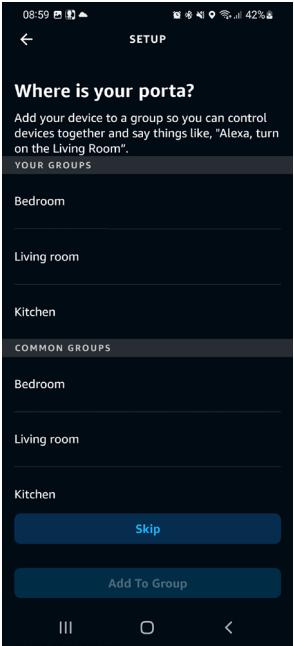 08:59
42%
SETUP
Where is your porta?
Add your device to a group so you can control
devices together and say things like, "Alexa, turn
on the Living Room".
YOUR GROUPS
Bedroom
Living room
Kitchen
COMMON GROUPS
Bedroom
Living room
Kitchen
Skip
Add To Group